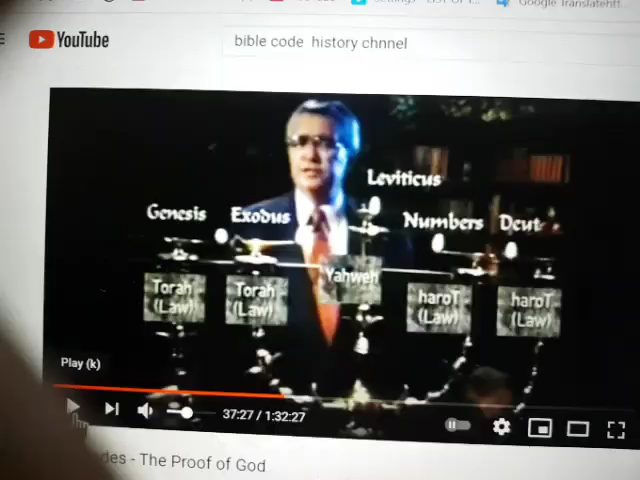 Google Translatehtt...
YouTube
bible code history chnnel
Leviticus
Genesis Exodus
Numbers Deut
Yahweh
Torah
(Law)
Torah
(Law)
haroT
(Law)
haroT
(Law)
Play (k)
37:27 / 1:32:27
des - The Proof of God